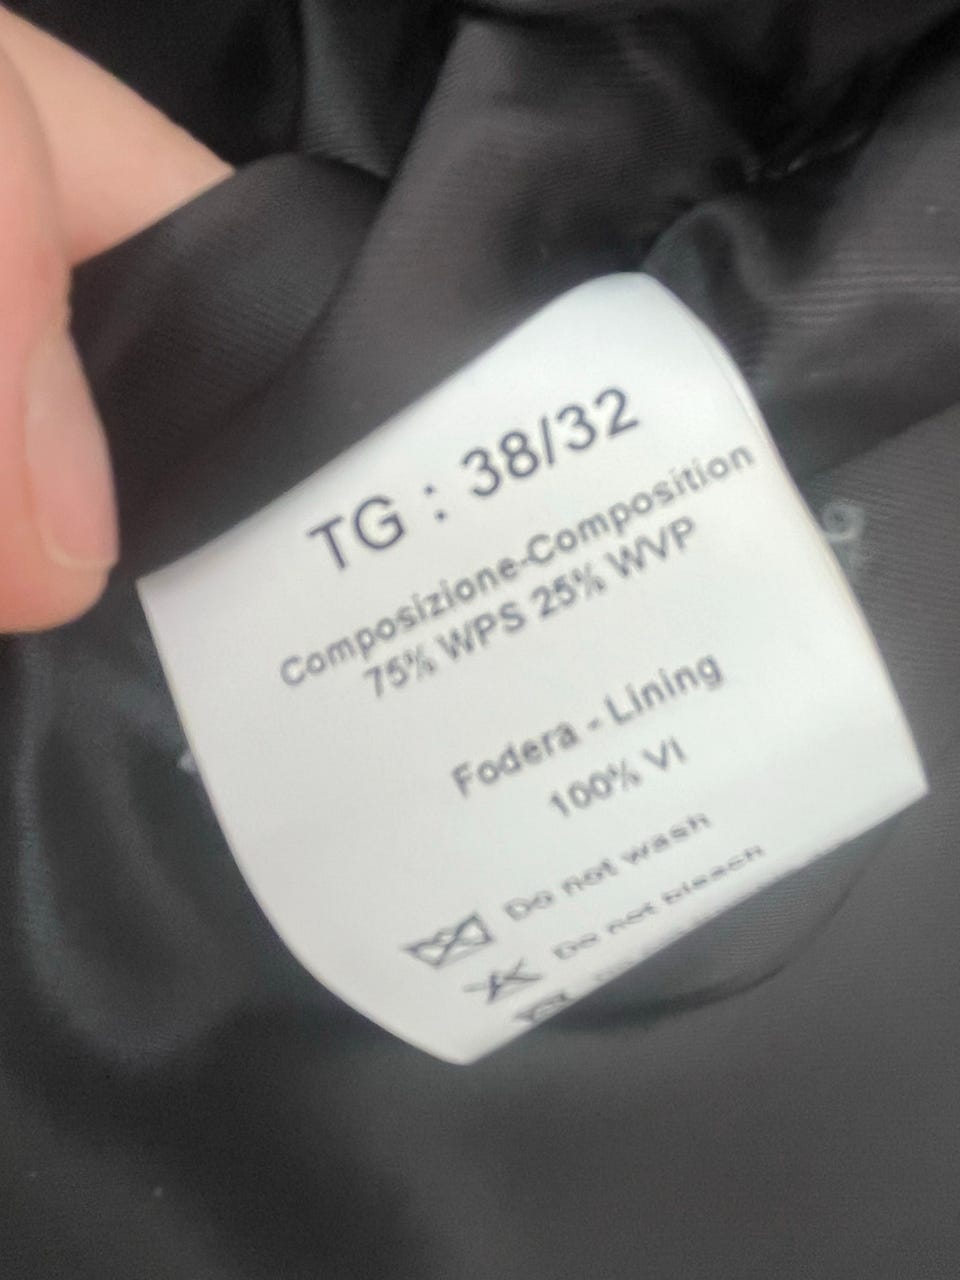 TG : 38/32
Composizione-Composition
75% WPS 25% WVP
Fodera - Lining
100% VI
Do not wash
Do not bleach